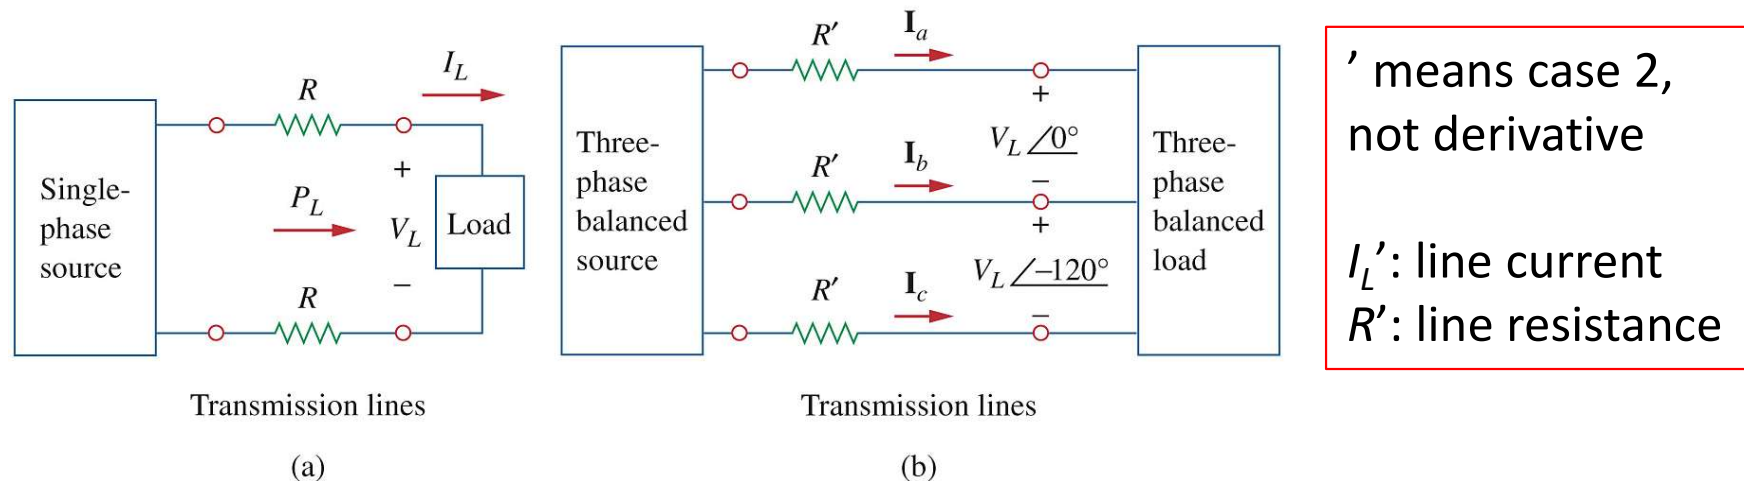 Single-
phase
source
R
I_L
P_L
+
V_L
−
Load
R
Transmission lines
(a)
Three-
phase
balanced
source
R′
I_a
+
V_L ∠0°
−
R′
I_b
+
V_L ∠−120°
−
R′
I_c
Three-
phase
balanced
load
Transmission lines
(b)
’ means case 2,
not derivative
I_L’: line current
R’: line resistance